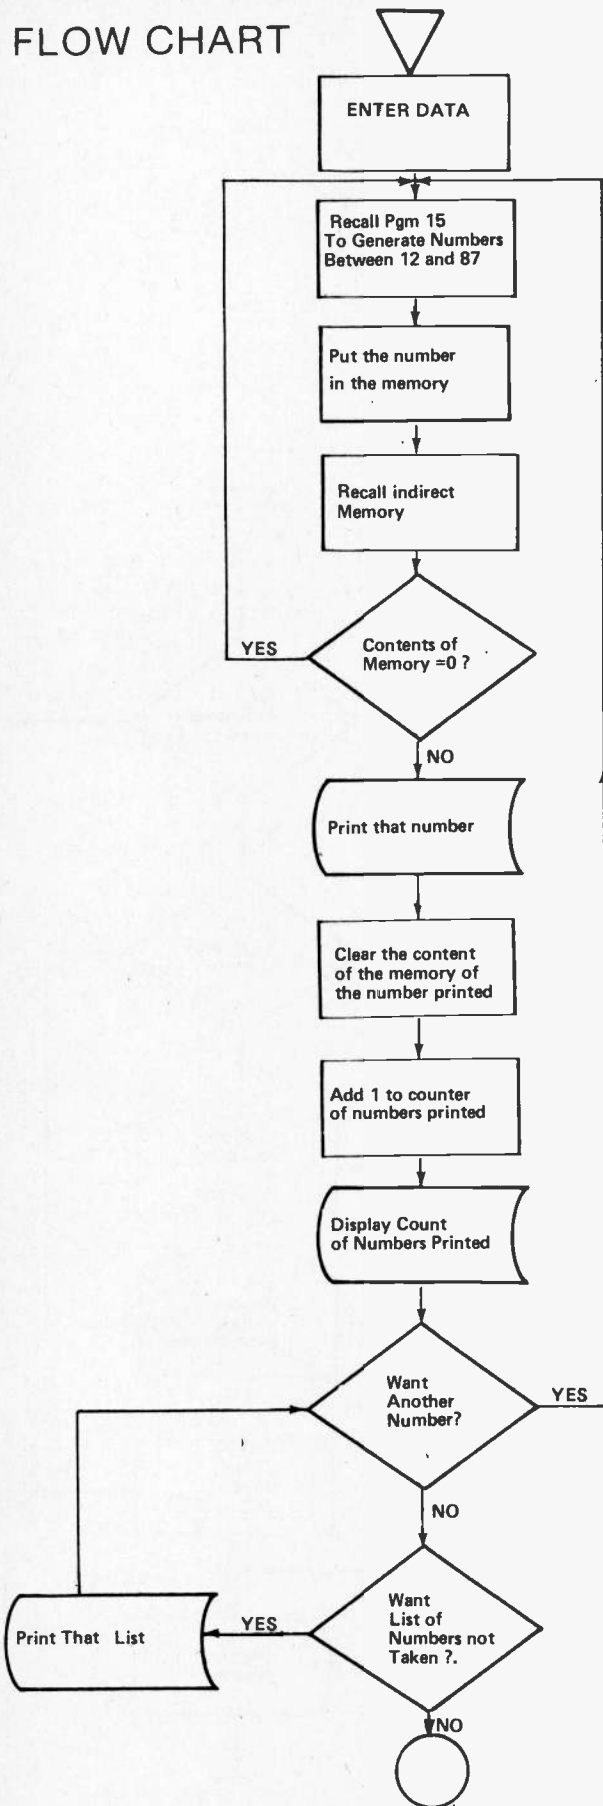 FLOW CHART
ENTER DATA
Recall Pgm 15
To Generate Numbers
Between 12 and 87
Put the number
in the memory
Recall indirect
Memory
Contents of
Memory =0 ?
YES
NO
Print that number
Clear the content
of the memory of
the number printed
Add 1 to counter
of numbers printed
Display Count
of Numbers Printed
Want
Another
Number?
YES
NO
Want
List of
Numbers not
Taken ?.
YES
Print That List
NO